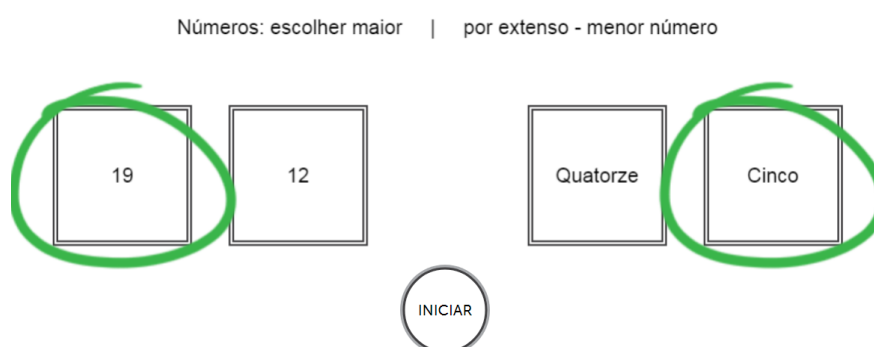 Números: escolher maior | por extenso - menor número
19 12 Quatorze Cinco
INICIAR